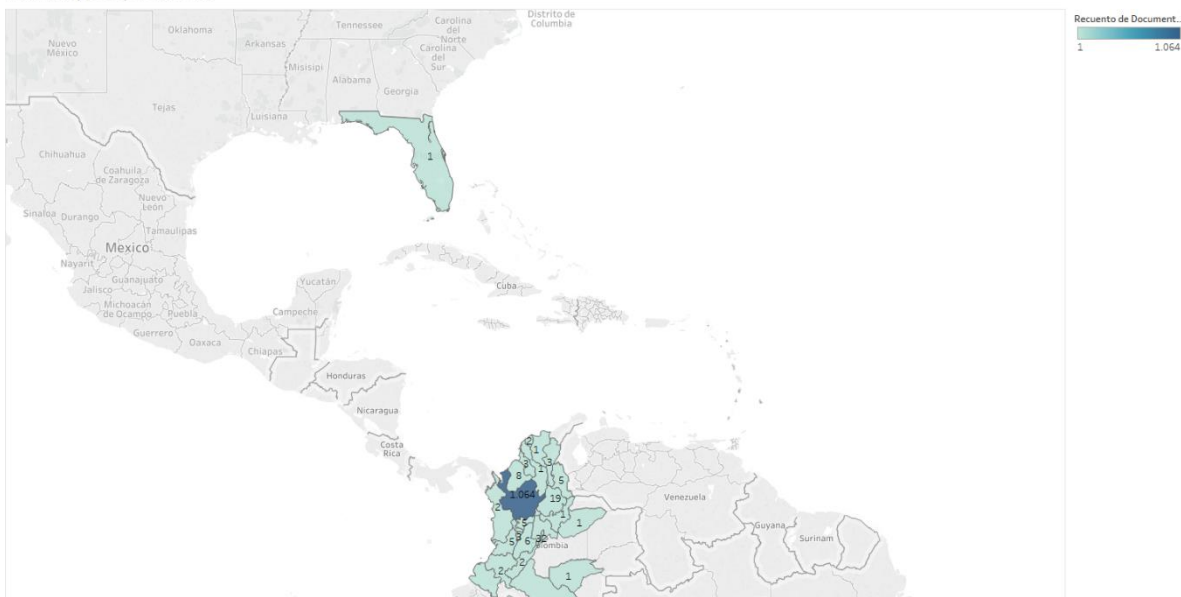 Distrito de
Columbia
Recuento de Document..
1
1.064
Oklahoma
Tennessee
Carolina
del
Norte
Nuevo
México
Arkansas
Carolina
del
Sur
Misisipi
Alabama
Georgia
Tejas
Luisiana
Chihuahua
1
Coahuila
de Zaragoza
Nuevo
León
Sinaloa
Durango
Tamaulipas
Mexico
Nayarit
Guanajuato
Jalisco
Yucatán
Cuba
Michoacán
de Ocampo
Puebla
Campeche
Guerrero
Oaxaca
Chiapas
Honduras
Nicaragua
Costa
Rica
2
1
3
3
8
1
5
1.064
19
2
Venezuela
1
1
Guyana
Surinam
5
3
5
6
32
olombia
2
2
1